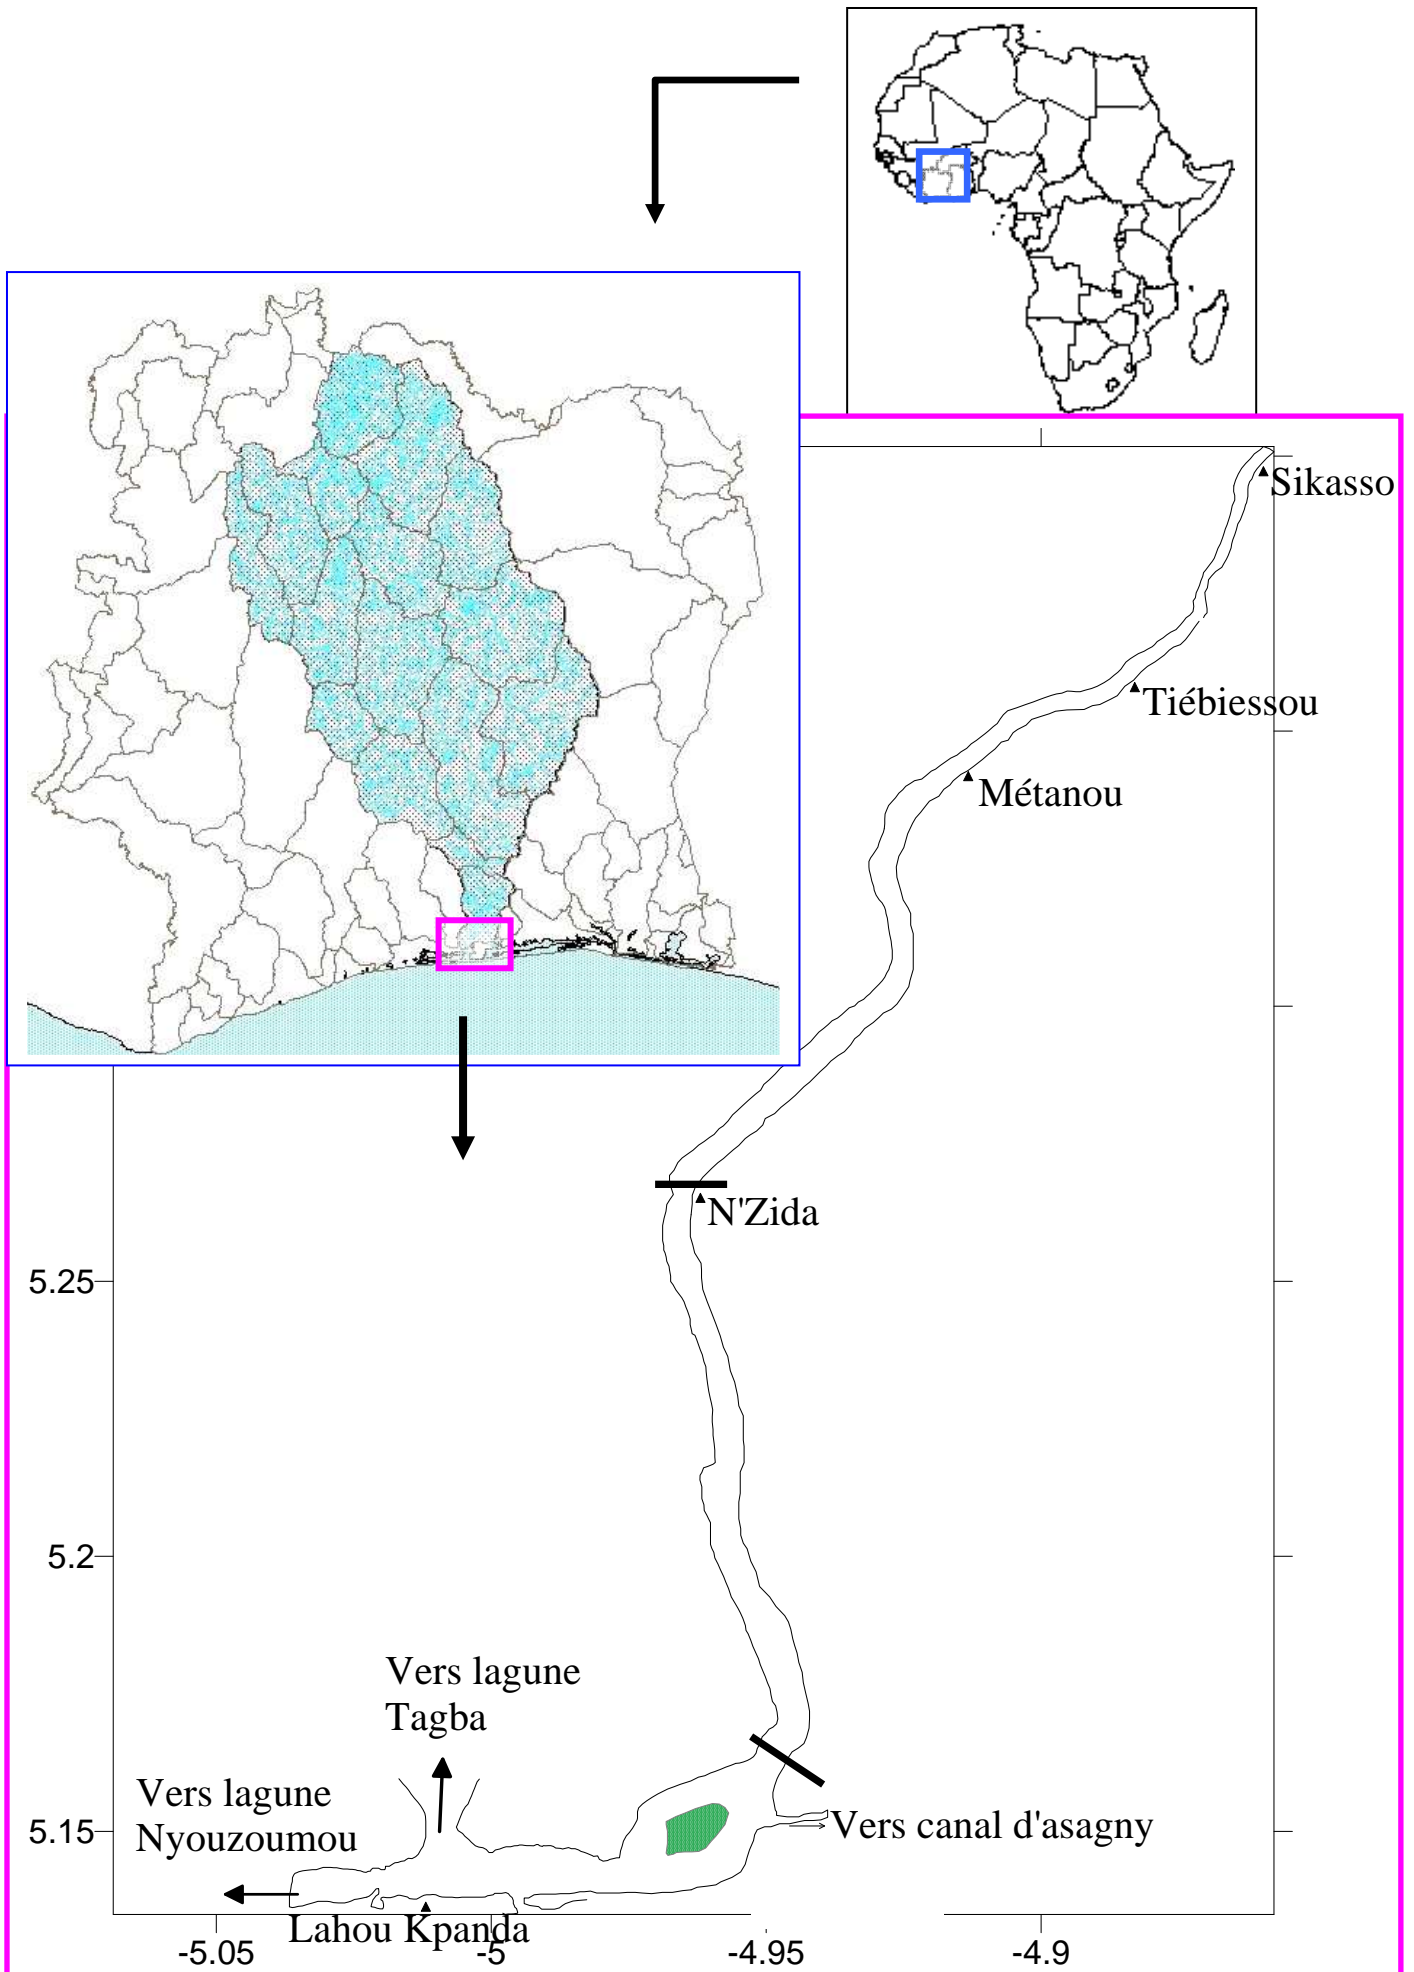 Sikasso
Tiébiessou
Métanou
N'Zida
5.25
5.2
Vers lagune
Tagba
Vers lagune
Nyouzoumou
5.15
Vers canal d'asagny
Lahou Kpanda
-5.05
-5
-4.95
-4.9